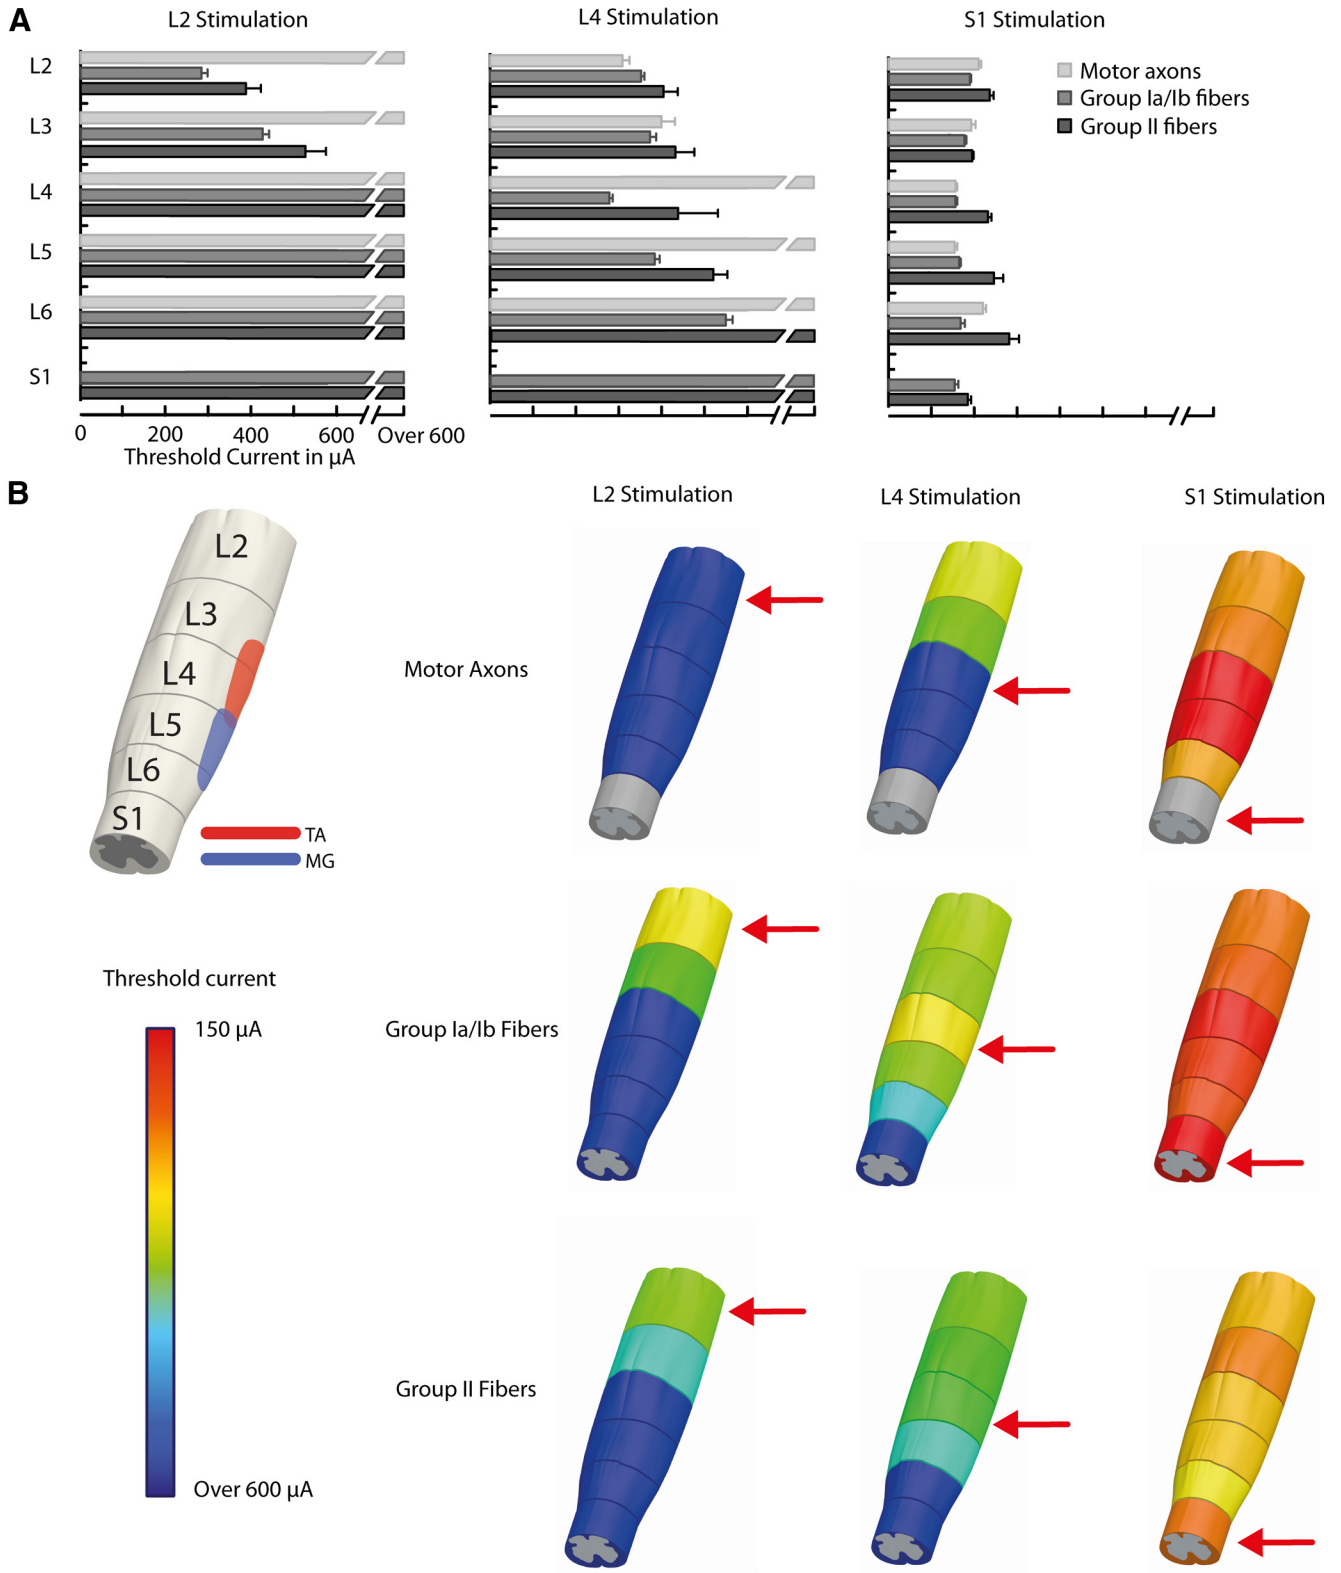 A
L2 Stimulation
L4 Stimulation
S1 Stimulation
L2
L3
L4
L5
L6
S1
Motor axons
Group Ia/Ib fibers
Group II fibers
0 200 400 600 Over 600
Threshold Current in µA
B
L2 Stimulation
L4 Stimulation
S1 Stimulation
L2
L3
L4
L5
L6
S1
TA
MG
Motor Axons
Threshold current
150 µA
Over 600 µA
Group Ia/Ib Fibers
Group II Fibers